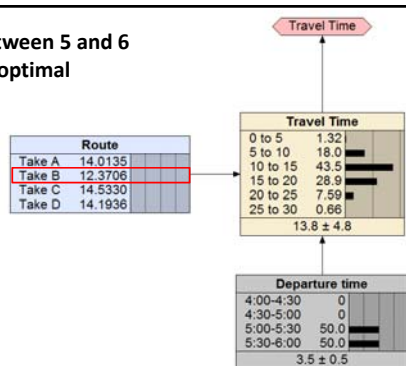 tween 5 and 6
optimal
Travel Time
Route
Take A 14.0135
Take B 12.3706
Take C 14.5330
Take D 14.1936
Travel Time
0 to 5 1.32
5 to 10 18.0
10 to 15 43.5
15 to 20 28.9
20 to 25 7.59
25 to 30 0.66
13.8 ± 4.8
Departure time
4:00-4:30 0
4:30-5:00 0
5:00-5:30 50.0
5:30-6:00 50.0
3.5 ± 0.5